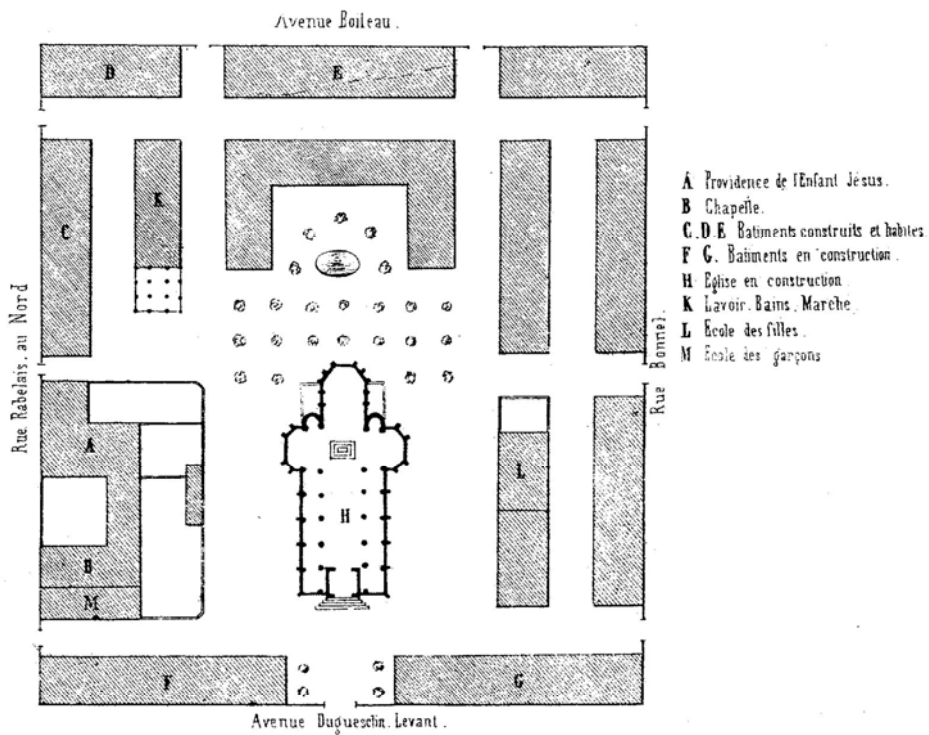 Avenue Boileau.
D
E
C
K
A Providence de l'Enfant Jésus.
B Chapelle.
C.D.E Batiments construits et habités
F G. Batiments en construction.
H Eglise en construction
K Lavoir. Bains. Marche
L Ecole des filles.
M Ecole des garçons
Rue Rabelais. au Nord
Rue Bonnel.
A
L
H
B
M
F
G
Avenue Duguesclin. Levant.